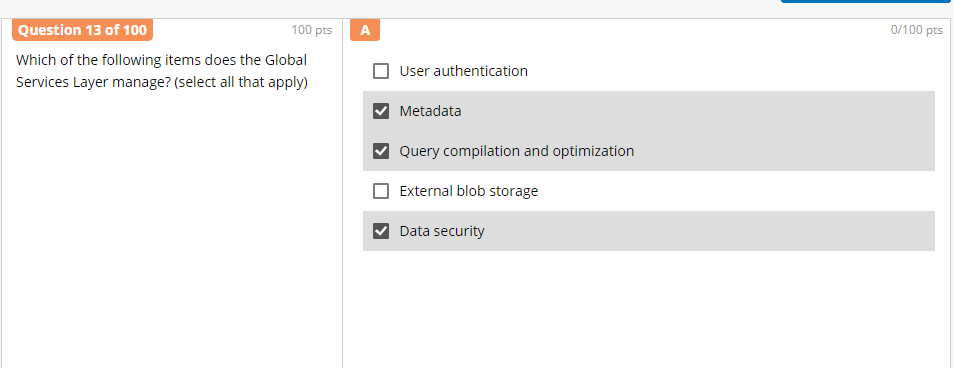 Question 13 of 100
100 pts
Which of the following items does the Global
Services Layer manage? (select all that apply)
A
0/100 pts
User authentication
Metadata
Query compilation and optimization
External blob storage
Data security